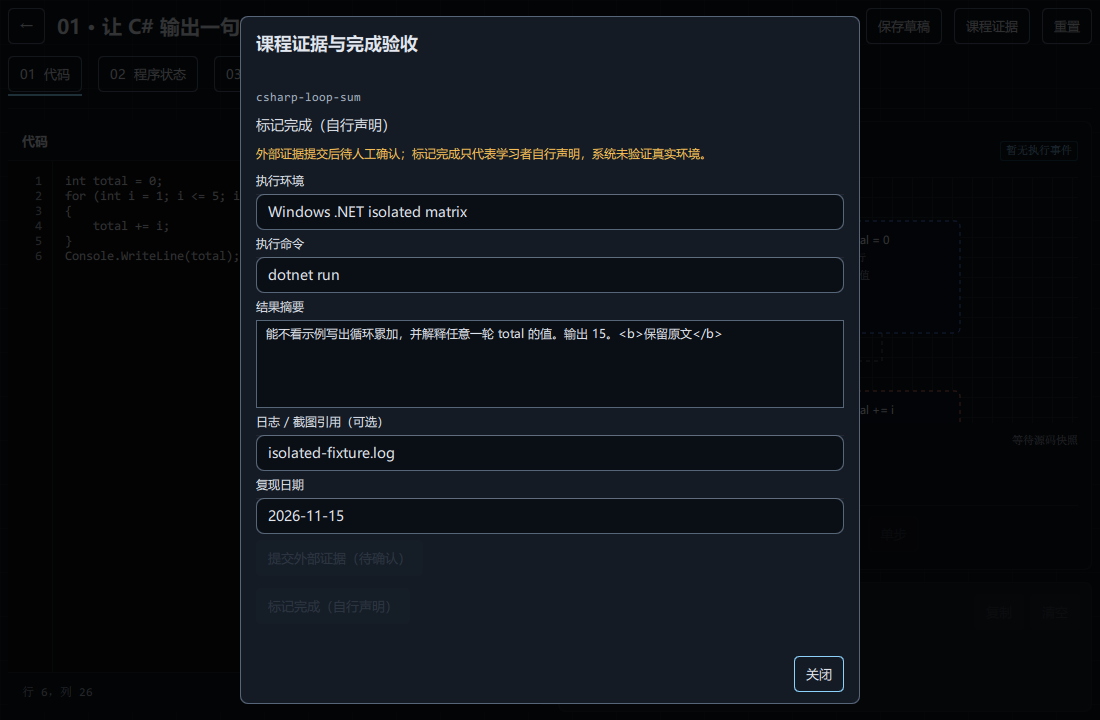 ← 01 · 让 C# 输出一句
保存草稿 课程证据 重置
01 代码 02 程序状态 03
代码
1 int total = 0;
2 for (int i = 1; i <= 5; i
3 {
4 total += i;
5 }
6 Console.WriteLine(total);
行 6，列 26
课程证据与完成验收
csharp-loop-sum
标记完成（自行声明）
外部证据提交后待人工确认；标记完成只代表学习者自行声明，系统未验证真实环境。
执行环境
Windows .NET isolated matrix
执行命令
dotnet run
结果摘要
能不看示例写出循环累加，并解释任意一轮 total 的值。输出 15。<b>保留原文</b>
日志 / 截图引用（可选）
isolated-fixture.log
复现日期
2026-11-15
提交外部证据（待确认）
标记完成（自行声明）
关闭
暂无执行事件
al = 0
值
al += i
等待源码快照